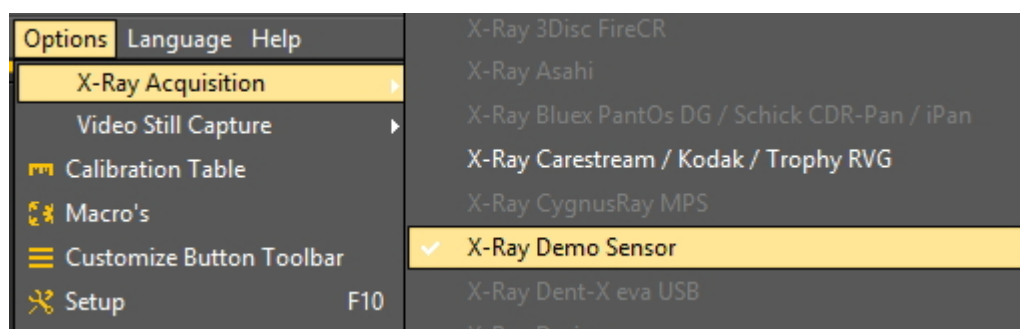 Options Language Help
X-Ray Acquisition
Video Still Capture
Calibration Table
Macro's
Customize Button Toolbar
Setup F10
X-Ray 3Disc FireCR
X-Ray Asahi
X-Ray Bluex PantOs DG / Schick CDR-Pan / iPan
X-Ray Carestream / Kodak / Trophy RVG
X-Ray CygnusRay MPS
X-Ray Demo Sensor
X-Ray Dent-X eva USB